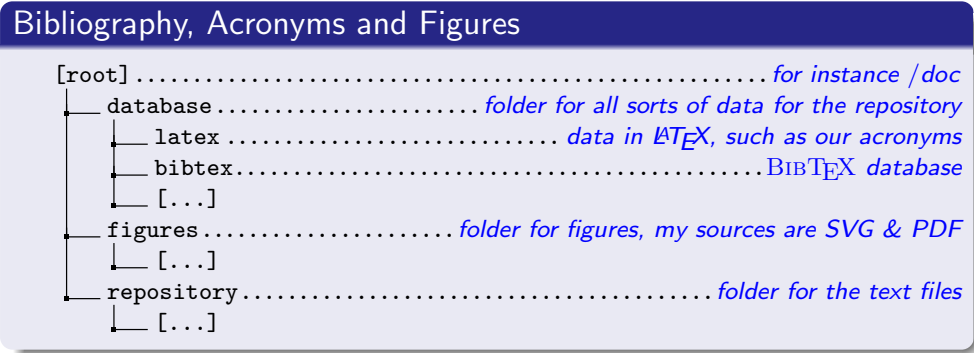 Bibliography, Acronyms and Figures
[root] ................................................................ for instance /doc
database ........................... folder for all sorts of data for the repository
latex .............................. data in LATEX, such as our acronyms
bibtex ...................................................... BIBTEX database
[...]
figures .......................... folder for figures, my sources are SVG & PDF
[...]
repository ................................................ folder for the text files
[...]